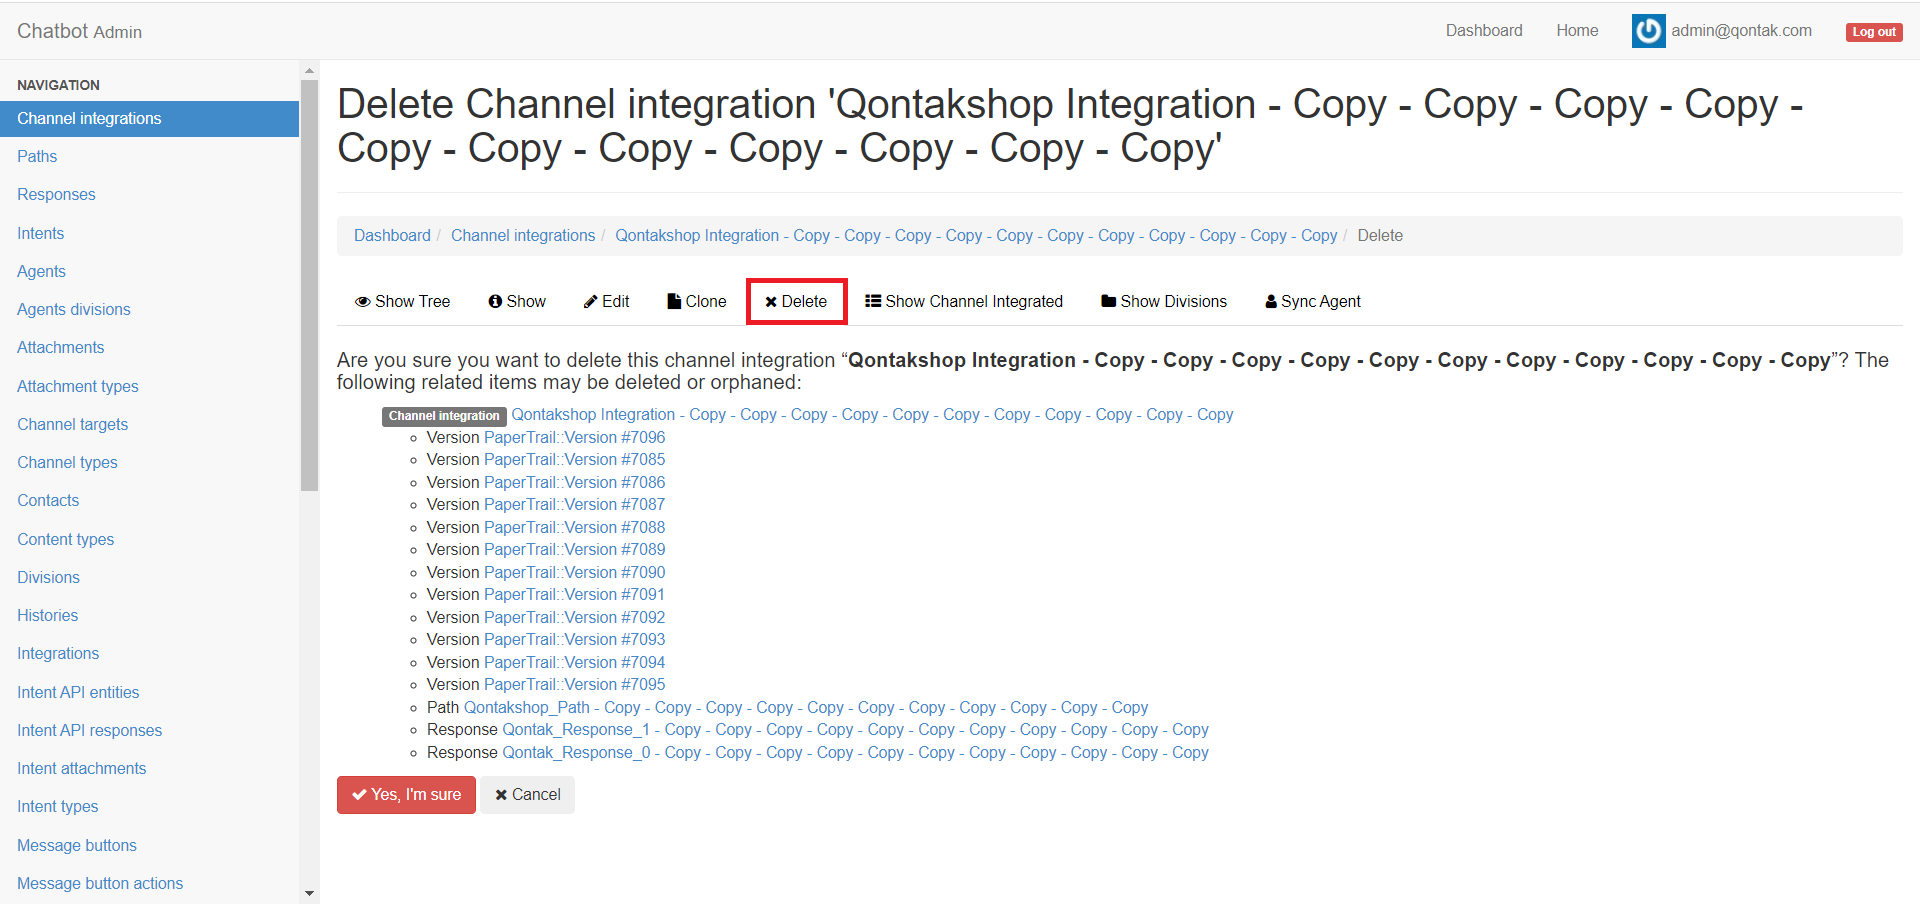 Chatbot Admin
Dashboard
Home
admin@qontak.com
Log out
NAVIGATION
Channel integrations
Paths
Responses
Intents
Agents
Agents divisions
Attachments
Attachment types
Channel targets
Channel types
Contacts
Content types
Divisions
Histories
Integrations
Intent API entities
Intent API responses
Intent attachments
Intent types
Message buttons
Message button actions
Delete Channel integration 'Qontakshop Integration - Copy - Copy - Copy - Copy -
Copy - Copy - Copy - Copy - Copy - Copy - Copy'
Dashboard / Channel integrations / Qontakshop Integration - Copy - Copy - Copy - Copy - Copy - Copy - Copy - Copy - Copy - Copy - Copy / Delete
Show Tree
Show
Edit
Clone
Delete
Show Channel Integrated
Show Divisions
Sync Agent
Are you sure you want to delete this channel integration “Qontakshop Integration - Copy - Copy - Copy - Copy - Copy - Copy - Copy - Copy - Copy - Copy - Copy”? The
following related items may be deleted or orphaned:
Channel integration Qontakshop Integration - Copy - Copy - Copy - Copy - Copy - Copy - Copy - Copy - Copy - Copy - Copy
Version PaperTrail::Version #7096
Version PaperTrail::Version #7085
Version PaperTrail::Version #7086
Version PaperTrail::Version #7087
Version PaperTrail::Version #7088
Version PaperTrail::Version #7089
Version PaperTrail::Version #7090
Version PaperTrail::Version #7091
Version PaperTrail::Version #7092
Version PaperTrail::Version #7093
Version PaperTrail::Version #7094
Version PaperTrail::Version #7095
Path Qontakshop_Path - Copy - Copy - Copy - Copy - Copy - Copy - Copy - Copy - Copy - Copy - Copy
Response Qontak_Response_1 - Copy - Copy - Copy - Copy - Copy - Copy - Copy - Copy - Copy - Copy - Copy
Response Qontak_Response_0 - Copy - Copy - Copy - Copy - Copy - Copy - Copy - Copy - Copy - Copy - Copy
Yes, I'm sure
Cancel